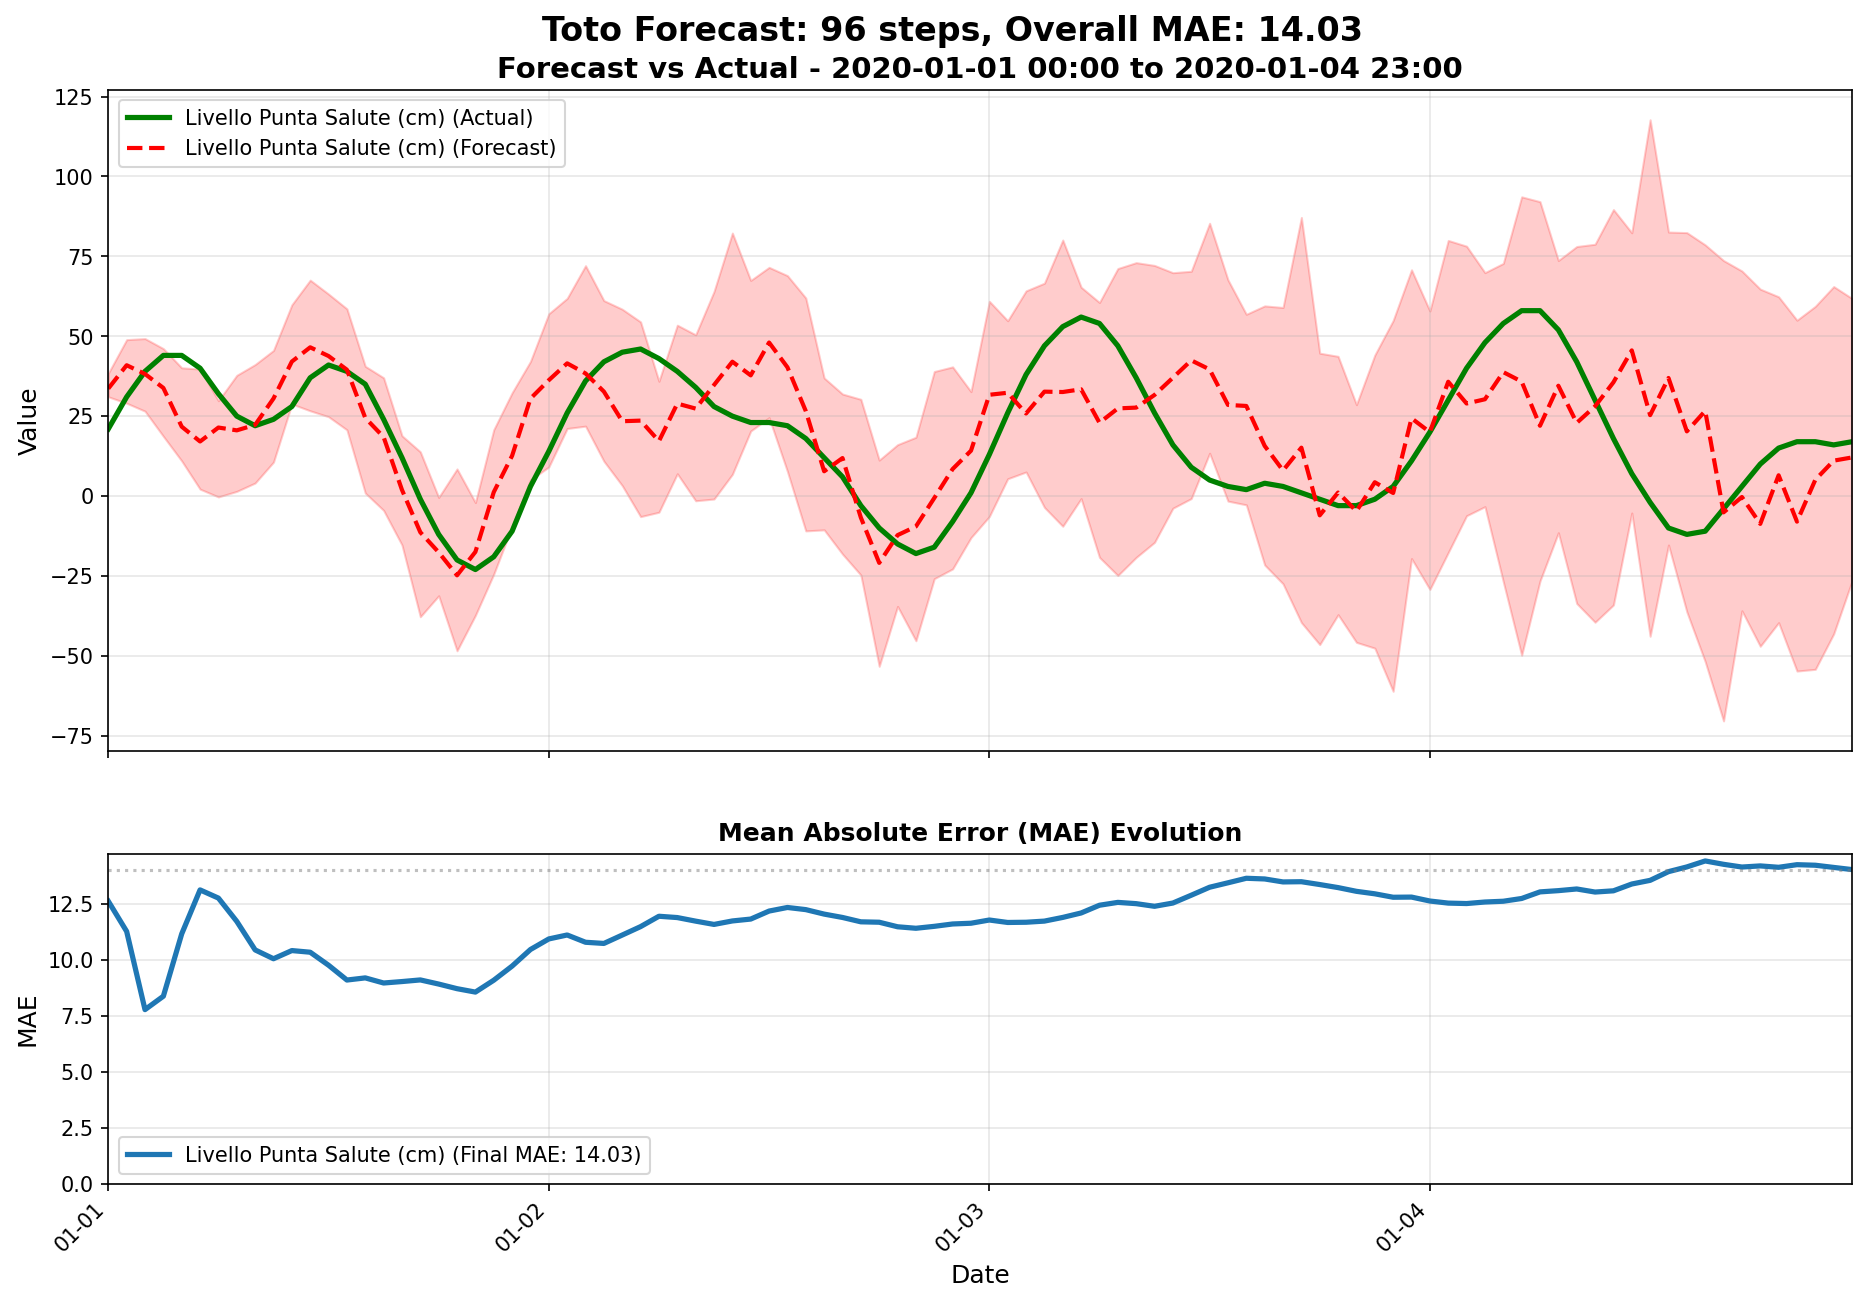 Toto Forecast: 96 steps, Overall MAE: 14.03
Forecast vs Actual - 2020-01-01 00:00 to 2020-01-04 23:00
Livello Punta Salute (cm) (Actual)
Livello Punta Salute (cm) (Forecast)
Value
125
100
75
50
25
0
−25
−50
−75
Mean Absolute Error (MAE) Evolution
MAE
12.5
10.0
7.5
5.0
2.5
0.0
Livello Punta Salute (cm) (Final MAE: 14.03)
01-01
01-02
01-03
01-04
Date